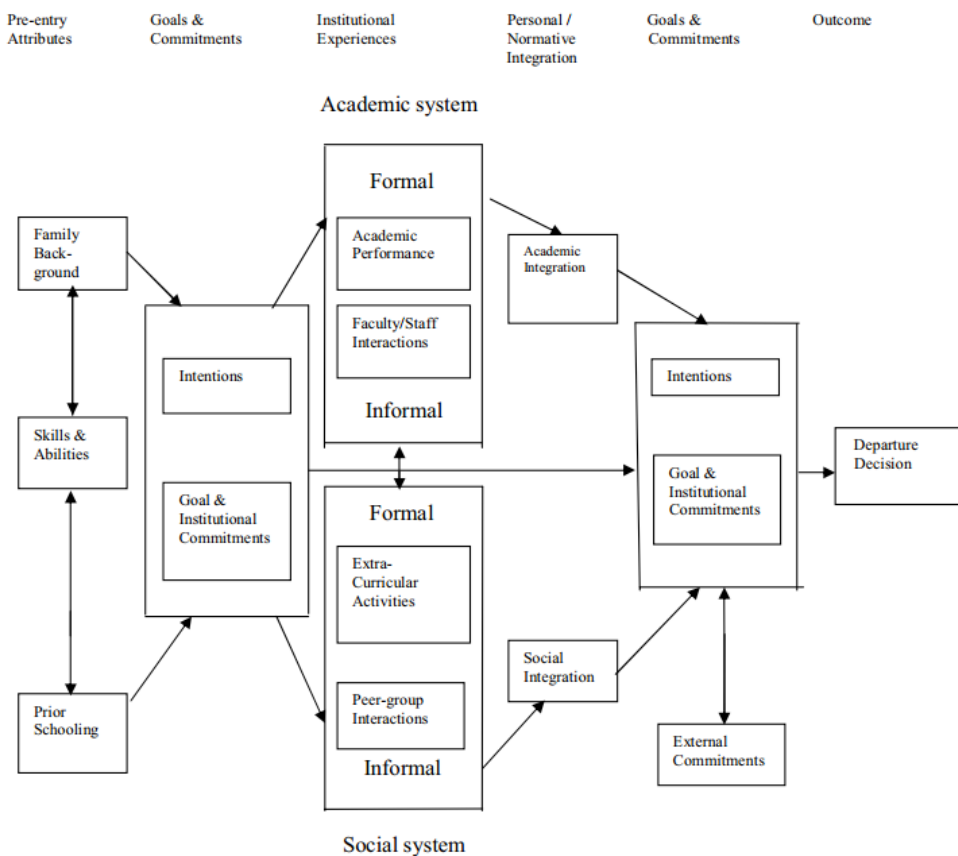 Pre-entry
Attributes
Goals &
Commitments
Institutional
Experiences
Personal /
Normative
Integration
Goals &
Commitments
Outcome
Academic system
Family
Back-
ground
Skills &
Abilities
Prior
Schooling
Intentions
Goal &
Institutional
Commitments
Formal
Academic
Performance
Faculty/Staff
Interactions
Informal
Formal
Extra-
Curricular
Activities
Peer-group
Interactions
Informal
Social system
Academic
Integration
Social
Integration
Intentions
Goal &
Institutional
Commitments
External
Commitments
Departure
Decision